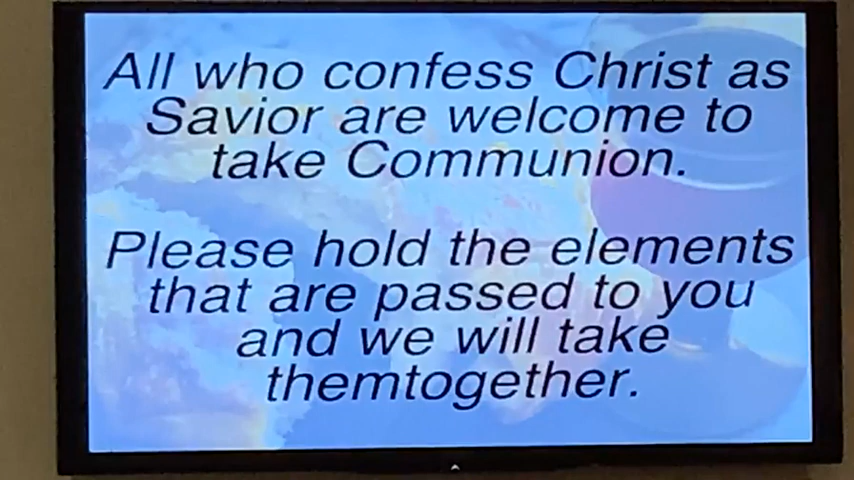 All who confess Christ as
Savior are welcome to
take Communion.
Please hold the elements
that are passed to you
and we will take
themtogether.